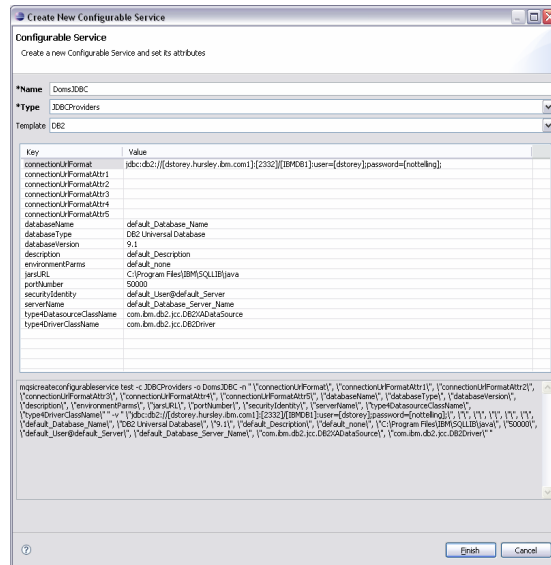 Create New Configurable Service
Configurable Service
Create a new Configurable Service and set its attributes
*Name DomsJDBC
*Type JDBCProviders
Template DB2
Key Value
connectionUrlFormat jdbc:db2://[dstorey.hursley.ibm.com1]:[2332]/[IBMDB1]:user=[dstorey];password=[nottelling];
connectionUrlFormatAttr1
connectionUrlFormatAttr2
connectionUrlFormatAttr3
connectionUrlFormatAttr4
connectionUrlFormatAttr5
databaseName default_Database_Name
databaseType DB2 Universal Database
databaseVersion 9.1
description default_Description
environmentParms default_none
jarsURL C:\Program Files\IBM\SQLLIB\java
portNumber 50000
securityIdentity default_User@default_Server
serverName default_Database_Server_Name
type4DatasourceClassName com.ibm.db2.jcc.DB2XADataSource
type4DriverClassName com.ibm.db2.jcc.DB2Driver
mqsicreateconfigurableservice test -c JDBCProviders -o DomsJDBC -n " \"connectionUrlFormat\", \"connectionUrlFormatAttr1\", \"connectionUrlFormatAttr2\",
\"connectionUrlFormatAttr3\", \"connectionUrlFormatAttr4\", \"connectionUrlFormatAttr5\", \"databaseName\", \"databaseType\", \"databaseVersion\",
\"description\", \"environmentParms\", \"jarsURL\", \"portNumber\", \"securityIdentity\", \"serverName\", \"type4DatasourceClassName\",
\"type4DriverClassName\" " -v " \"jdbc:db2://[dstorey.hursley.ibm.com1]:[2332]/[IBMDB1]:user=[dstorey];password=[nottelling];\", \"\", \"\", \"\", \"\", \"\",
\"default_Database_Name\", \"DB2 Universal Database\", \"9.1\", \"default_Description\", \"default_none\", \"C:\Program Files\IBM\SQLLIB\java\", \"50000\",
\"default_User@default_Server\", \"default_Database_Server_Name\", \"com.ibm.db2.jcc.DB2XADataSource\", \"com.ibm.db2.jcc.DB2Driver\" "
Finish Cancel